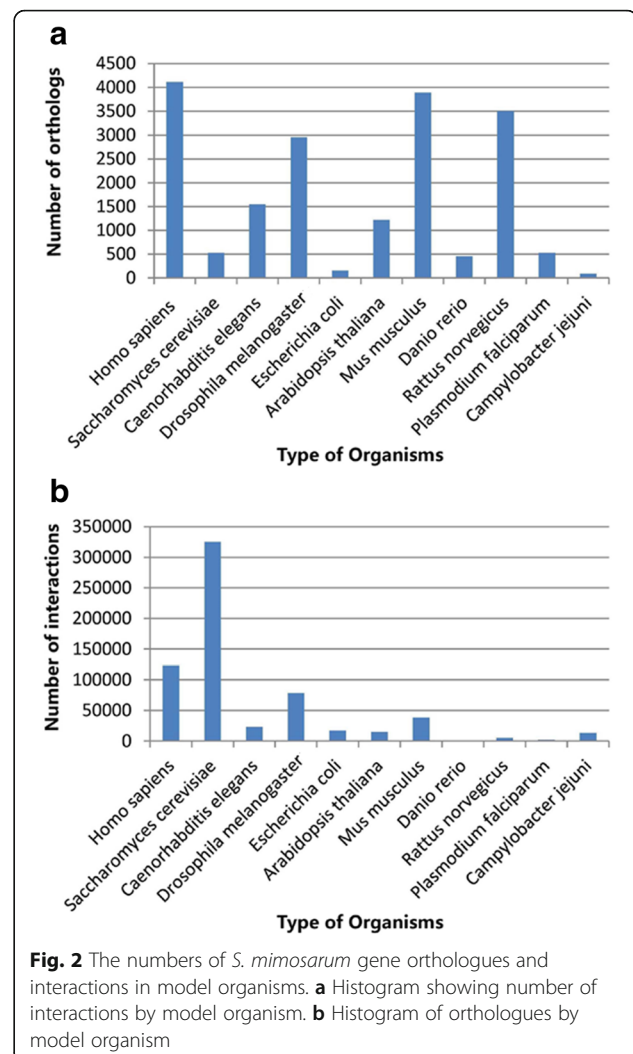 a
Number of orthologs
4500
4000
3500
3000
2500
2000
1500
1000
500
0
Homo sapiens
Saccharomyces cerevisiae
Caenorhabditis elegans
Drosophila melanogaster
Escherichia coli
Arabidopsis thaliana
Mus musculus
Danio rerio
Rattus norvegicus
Plasmodium falciparum
Campylobacter jejuni
Type of Organisms
b
Number of interactions
350000
300000
250000
200000
150000
100000
50000
0
Homo sapiens
Saccharomyces cerevisiae
Caenorhabditis elegans
Drosophila melanogaster
Escherichia coli
Arabidopsis thaliana
Mus musculus
Danio rerio
Rattus norvegicus
Plasmodium falciparum
Campylobacter jejuni
Type of Organisms
Fig. 2 The numbers of S. mimosarum gene orthologues and
interactions in model organisms. a Histogram showing number of
interactions by model organism. b Histogram of orthologues by
model organism